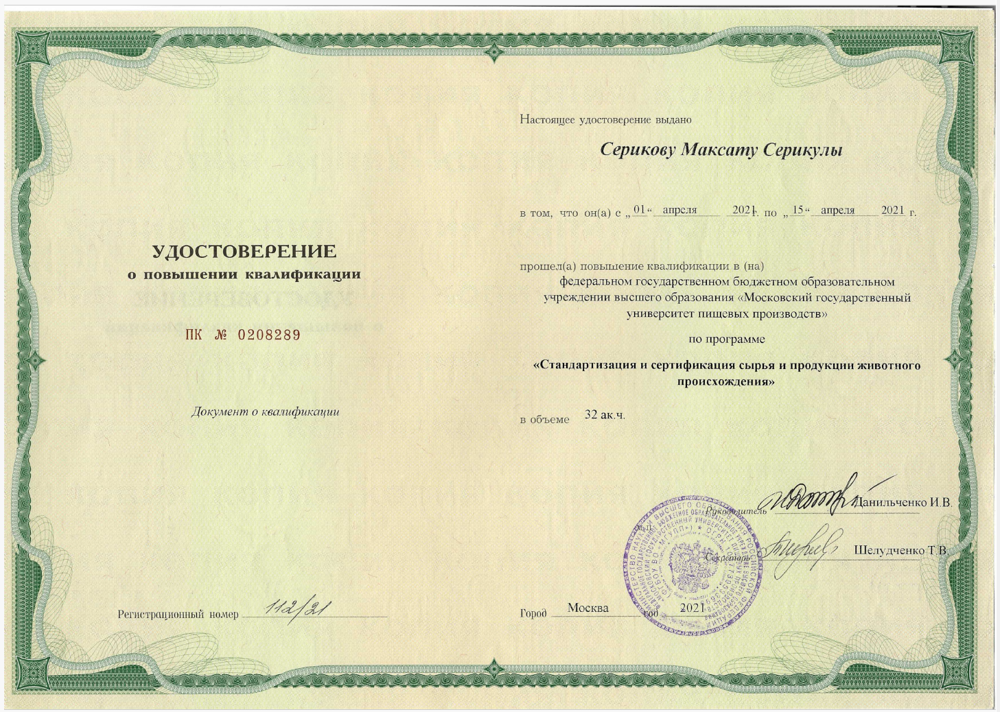 УДОСТОВЕРЕНИЕ
о повышении квалификации
ПК № 0208289
Документ о квалификации
Регистрационный номер 112/21
Настоящее удостоверение выдано
Серикову Максату Серикулы
в том, что он(а) с „01“ апреля 2021 г. по „15“ апреля 2021 г.
прошел(а) повышение квалификации в (на)
федеральном государственном бюджетном образовательном
учреждении высшего образования «Московский государственный
университет пищевых производств»
по программе
«Стандартизация и сертификация сырья и продукции животного
происхождения»
в объеме 32 ак.ч.
Руководитель Данильченко И.В.
М.П.
Секретарь Шелудченко Т.В.
Город Москва год 2021